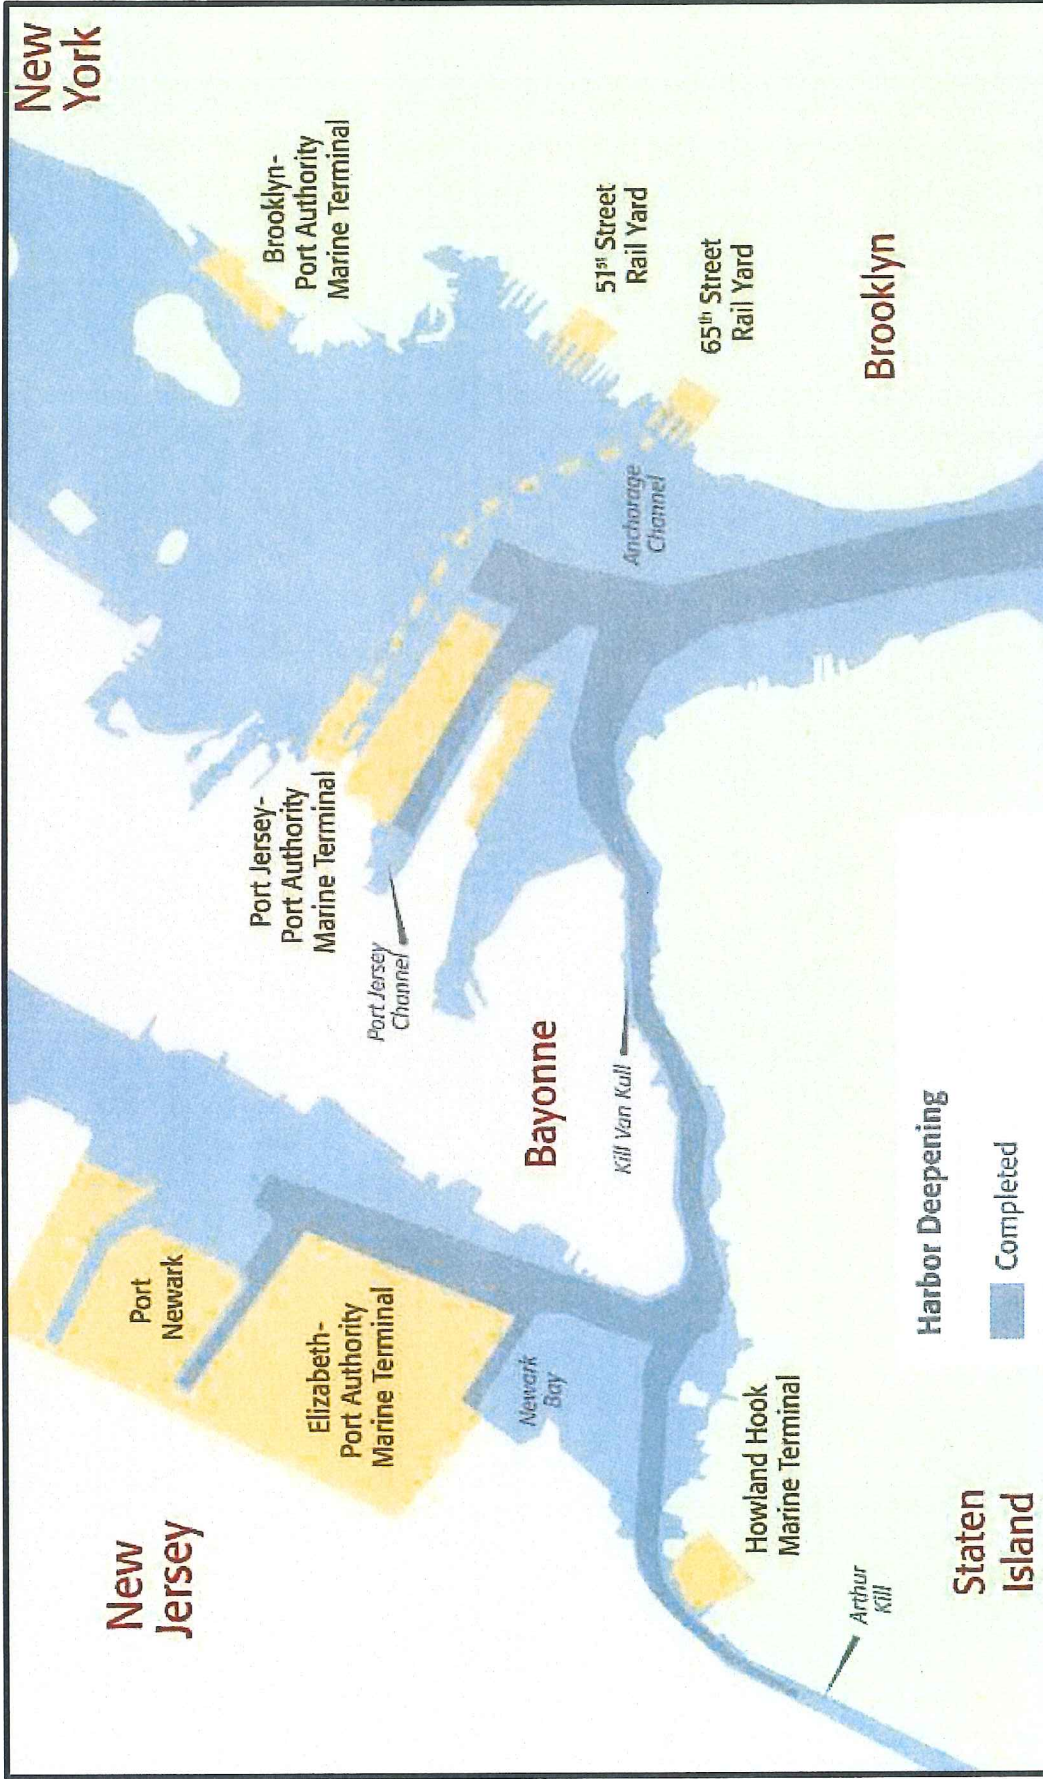 New
York
Brooklyn-
Port Authority
Marine Terminal
51st Street
Rail Yard
65th Street
Rail Yard
Brooklyn
Anchorage
Channel
Port Jersey-
Port Authority
Marine Terminal
Port Jersey
Channel
Bayonne
Kill Van Kull
Port
Newark
Elizabeth-
Port Authority
Marine Terminal
Newark
Bay
New
Jersey
Howland Hook
Marine Terminal
Arthur
Kill
Staten
Island
Harbor Deepening
Completed